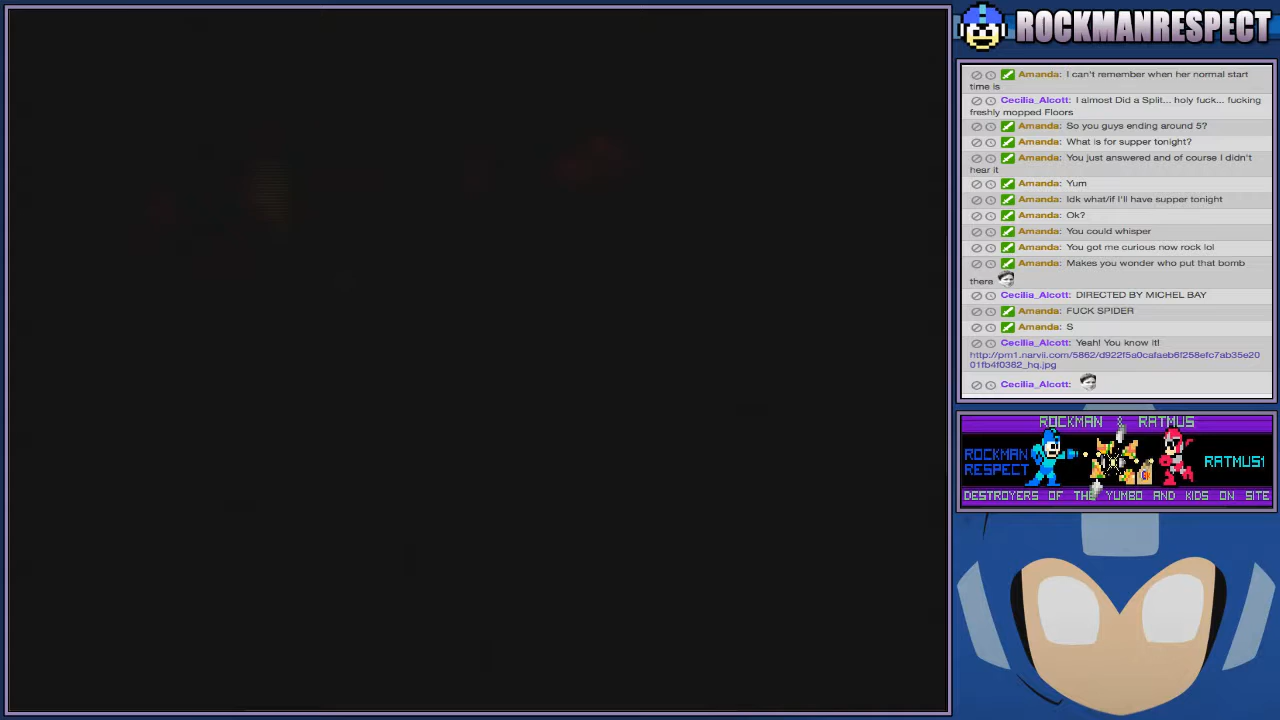 ROCKMANRESPECT
Amanda: I can't remember when her normal start
time is
Cecilia_Alcott: I almost Did a Split... holy fuck... fucking
freshly mopped Floors
Amanda: So you guys ending around 5?
Amanda: What is for supper tonight?
Amanda: You just answered and of course I didn't
hear it
Amanda: Yum
Amanda: Idk what/if I'll have supper tonight
Amanda: Ok?
Amanda: You could whisper
Amanda: You got me curious now rock lol
Amanda: Makes you wonder who put that bomb
there
Cecilia_Alcott: DIRECTED BY MICHEL BAY
Amanda: FUCK SPIDER
Amanda: S
Cecilia_Alcott: Yeah! You know it!
http://pm1.narvii.com/5862/d922f5a0cafaeb6f258efc7ab35e20
01fb4f0382_hq.jpg
Cecilia_Alcott:
ROCKMAN & RATMUS
ROCKMAN
RESPECT
RATMUS1
DESTROYERS OF THE YUMBO AND KIDS ON SITE